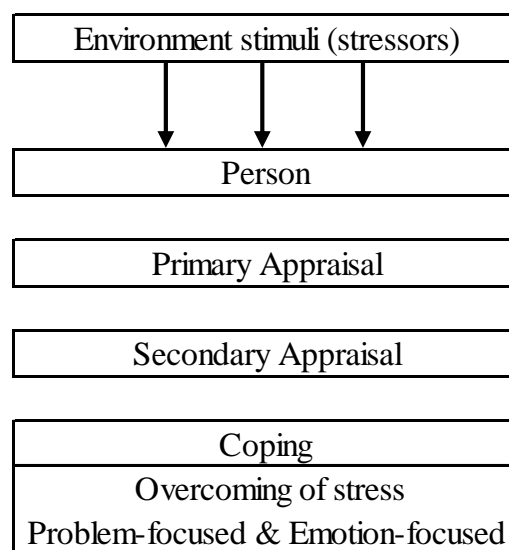 Environment stimuli (stressors)
Person
Primary Appraisal
Secondary Appraisal
Coping
Overcoming of stress
Problem-focused & Emotion-focused